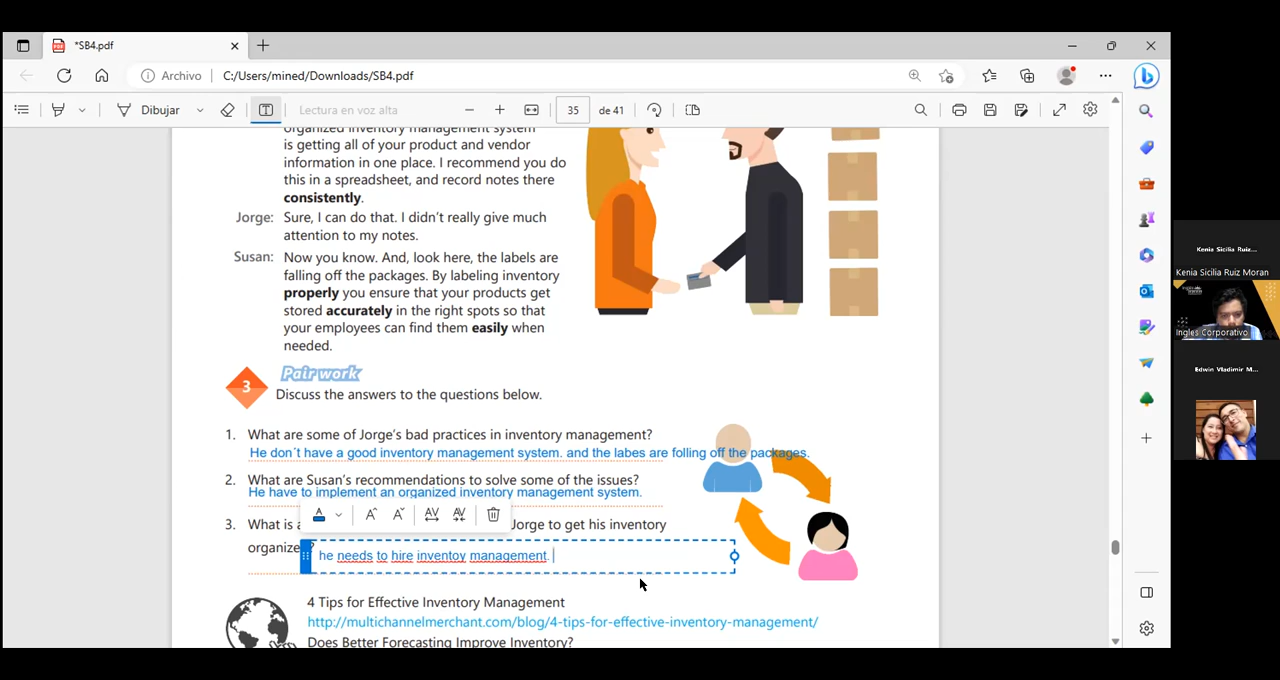 *SB4.pdf
Archivo
C:/Users/mined/Downloads/SB4.pdf
Dibujar
Lectura en voz alta
35
de 41
organized inventory management system
is getting all of your product and vendor
information in one place. I recommend you do
this in a spreadsheet, and record notes there
consistently.
Jorge: Sure, I can do that. I didn't really give much
attention to my notes.
Susan: Now you know. And, look here, the labels are
falling off the packages. By labeling inventory
properly you ensure that your products get
stored accurately in the right spots so that
your employees can find them easily when
needed.
3
Pair work
Discuss the answers to the questions below.
1. What are some of Jorge's bad practices in inventory management?
He don´t have a good inventory management system. and the labes are folling off the packages.
2. What are Susan's recommendations to solve some of the issues?
He have to implement an organized inventory management system.
3. What is a
Jorge to get his inventory
organize
?
he needs to hire inventoy management.
4 Tips for Effective Inventory Management
http://multichannelmerchant.com/blog/4-tips-for-effective-inventory-management/
Does Better Forecasting Improve Inventory?
Kenia Sicilia Ruiz...
Kenia Sicilia Ruiz Moran
Ingles Corporativo
Edwin Vladimir M...